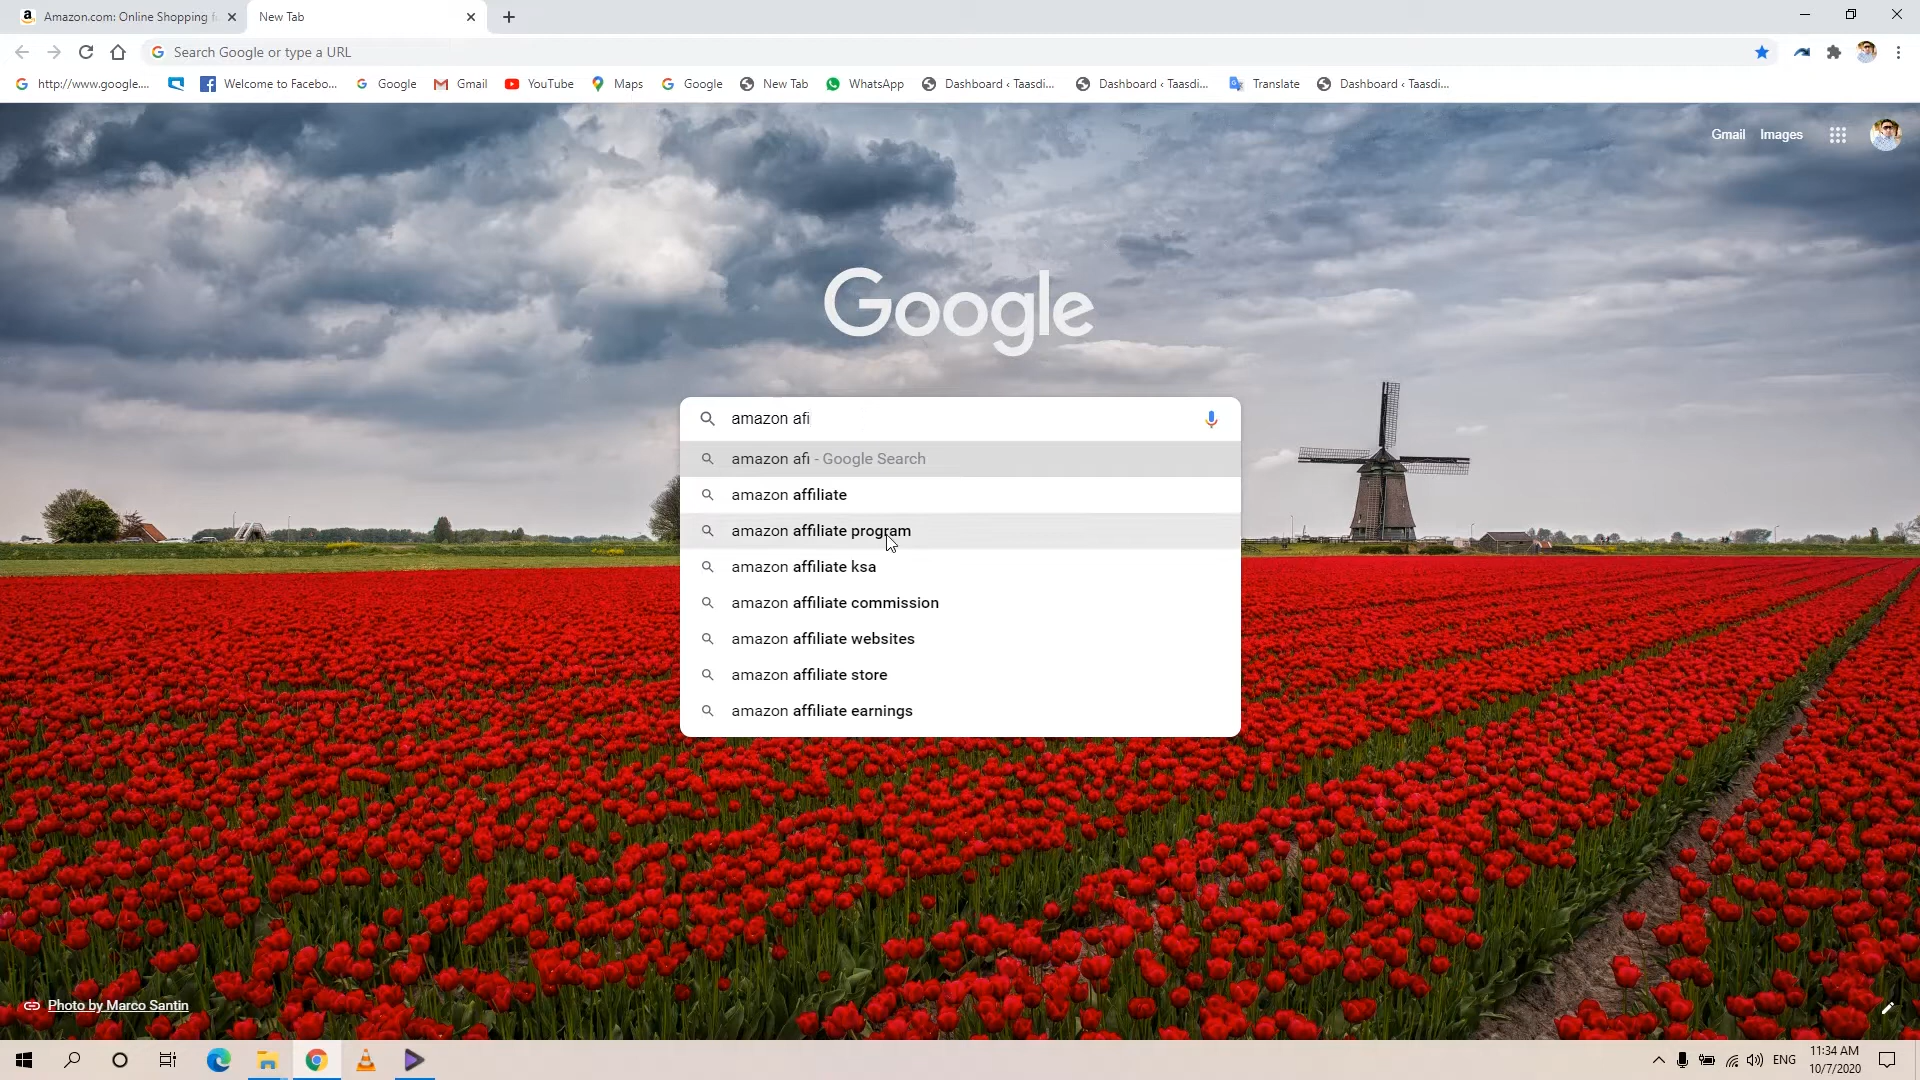 Amazon.com: Online Shopping f
New Tab
Search Google or type a URL
http://www.google....
Welcome to Facebo...
Google
Gmail
YouTube
Maps
Google
New Tab
WhatsApp
Dashboard ‹ Taasdi...
Dashboard ‹ Taasdi...
Translate
Dashboard ‹ Taasdi...
Gmail
Images
Google
amazon afi
amazon afi - Google Search
amazon affiliate
amazon affiliate program
amazon affiliate ksa
amazon affiliate commission
amazon affiliate websites
amazon affiliate store
amazon affiliate earnings
Photo by Marco Santin
ENG
11:34 AM
10/7/2020